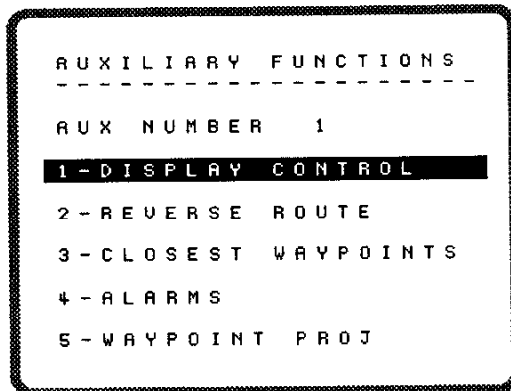 AUXILIARY FUNCTIONS
AUX NUMBER 1
1-DISPLAY CONTROL
2-REVERSE ROUTE
3-CLOSEST WAYPOINTS
4-ALARMS
5-WAYPOINT PROJ